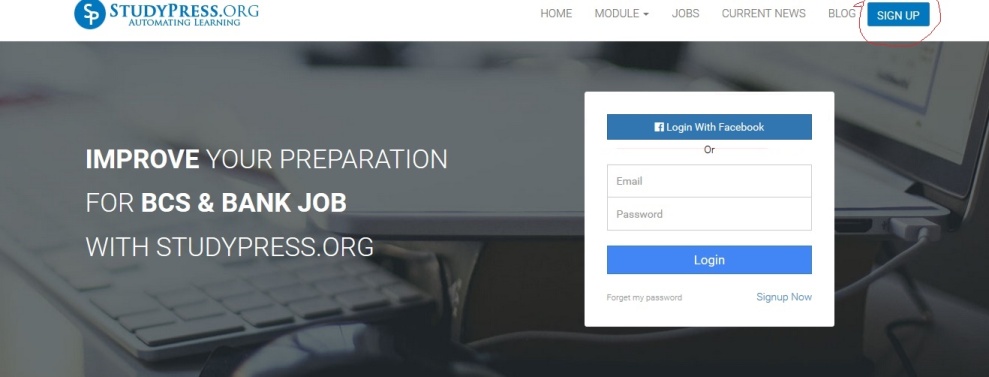 STUDYPRESS.ORG
AUTOMATING LEARNING
HOME MODULE JOBS CURRENT NEWS BLOG SIGN UP
IMPROVE YOUR PREPARATION
FOR BCS & BANK JOB
WITH STUDYPRESS.ORG
Login With Facebook
Or
Email
Password
Login
Forget my password Signup Now